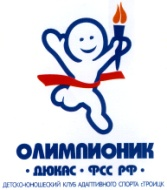 ОЛИМПИОНИК
• ДЮКАС • ФСС РФ •
• ДЕТСКО-ЮНОШЕСКИЙ КЛУБ АДАПТИВНОГО СПОРТА г.ТРОИЦК